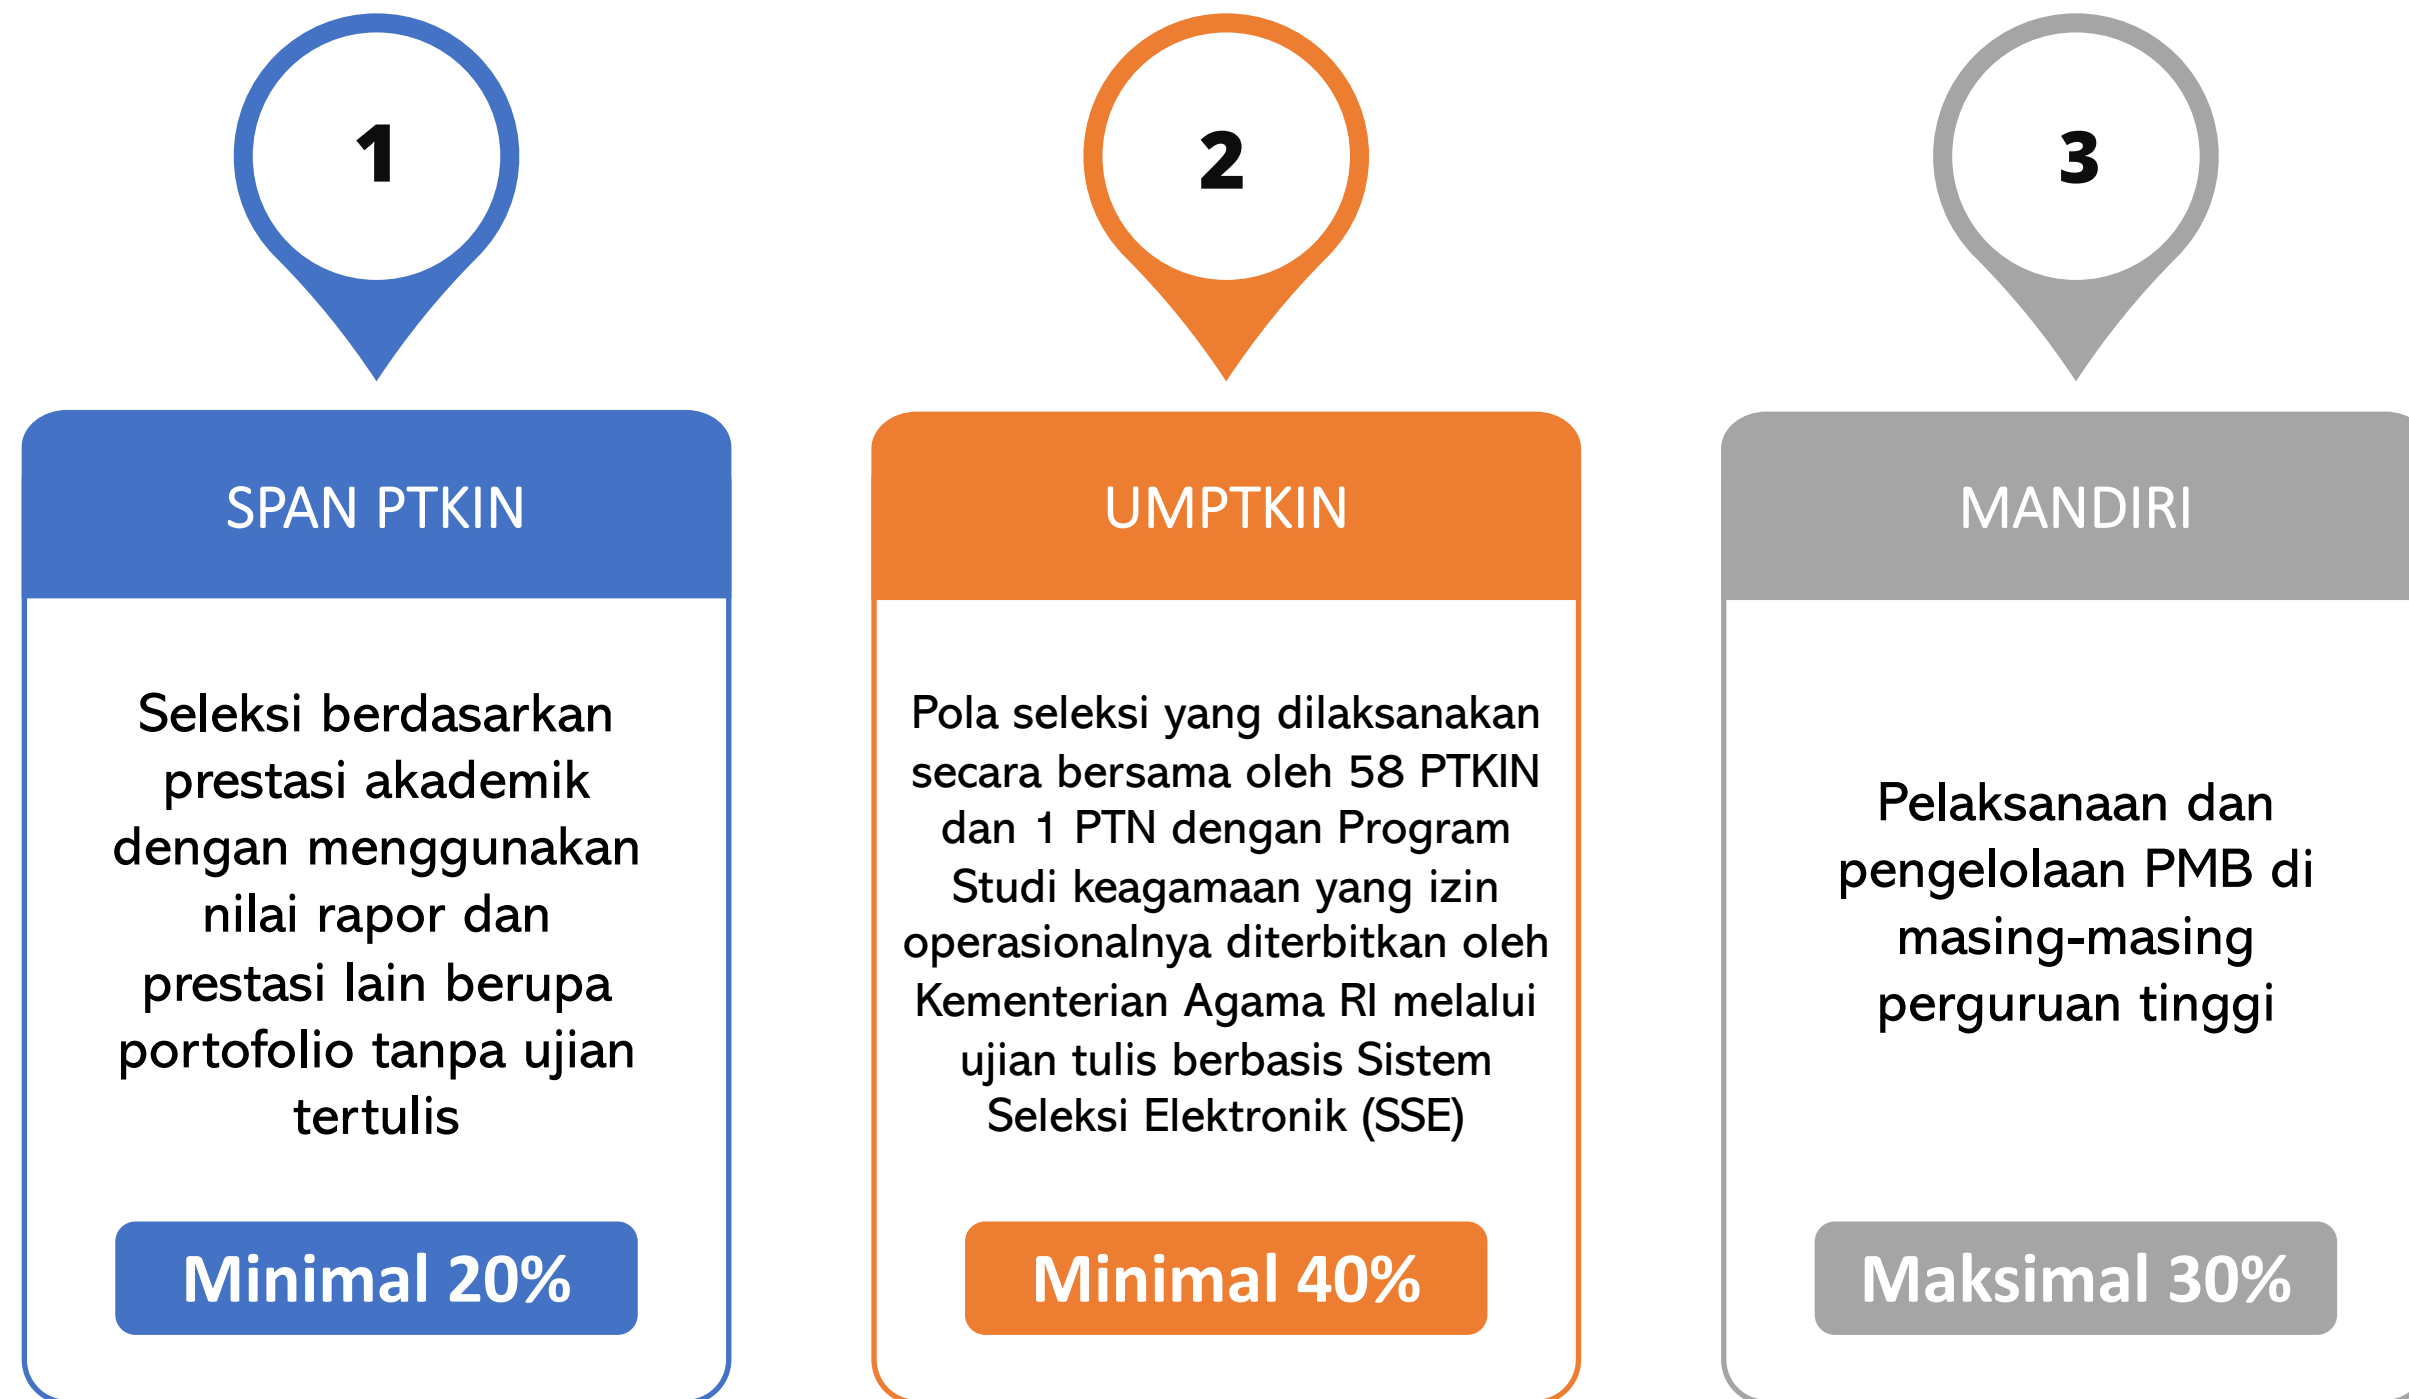 1
SPAN PTKIN
Seleksi berdasarkan
prestasi akademik
dengan menggunakan
nilai rapor dan
prestasi lain berupa
portofolio tanpa ujian
tertulis
Minimal 20%
2
UMPTKIN
Pola seleksi yang dilaksanakan
secara bersama oleh 58 PTKIN
dan 1 PTN dengan Program
Studi keagamaan yang izin
operasionalnya diterbitkan oleh
Kementerian Agama RI melalui
ujian tulis berbasis Sistem
Seleksi Elektronik (SSE)
Minimal 40%
3
MANDIRI
Pelaksanaan dan
pengelolaan PMB di
masing-masing
perguruan tinggi
Maksimal 30%